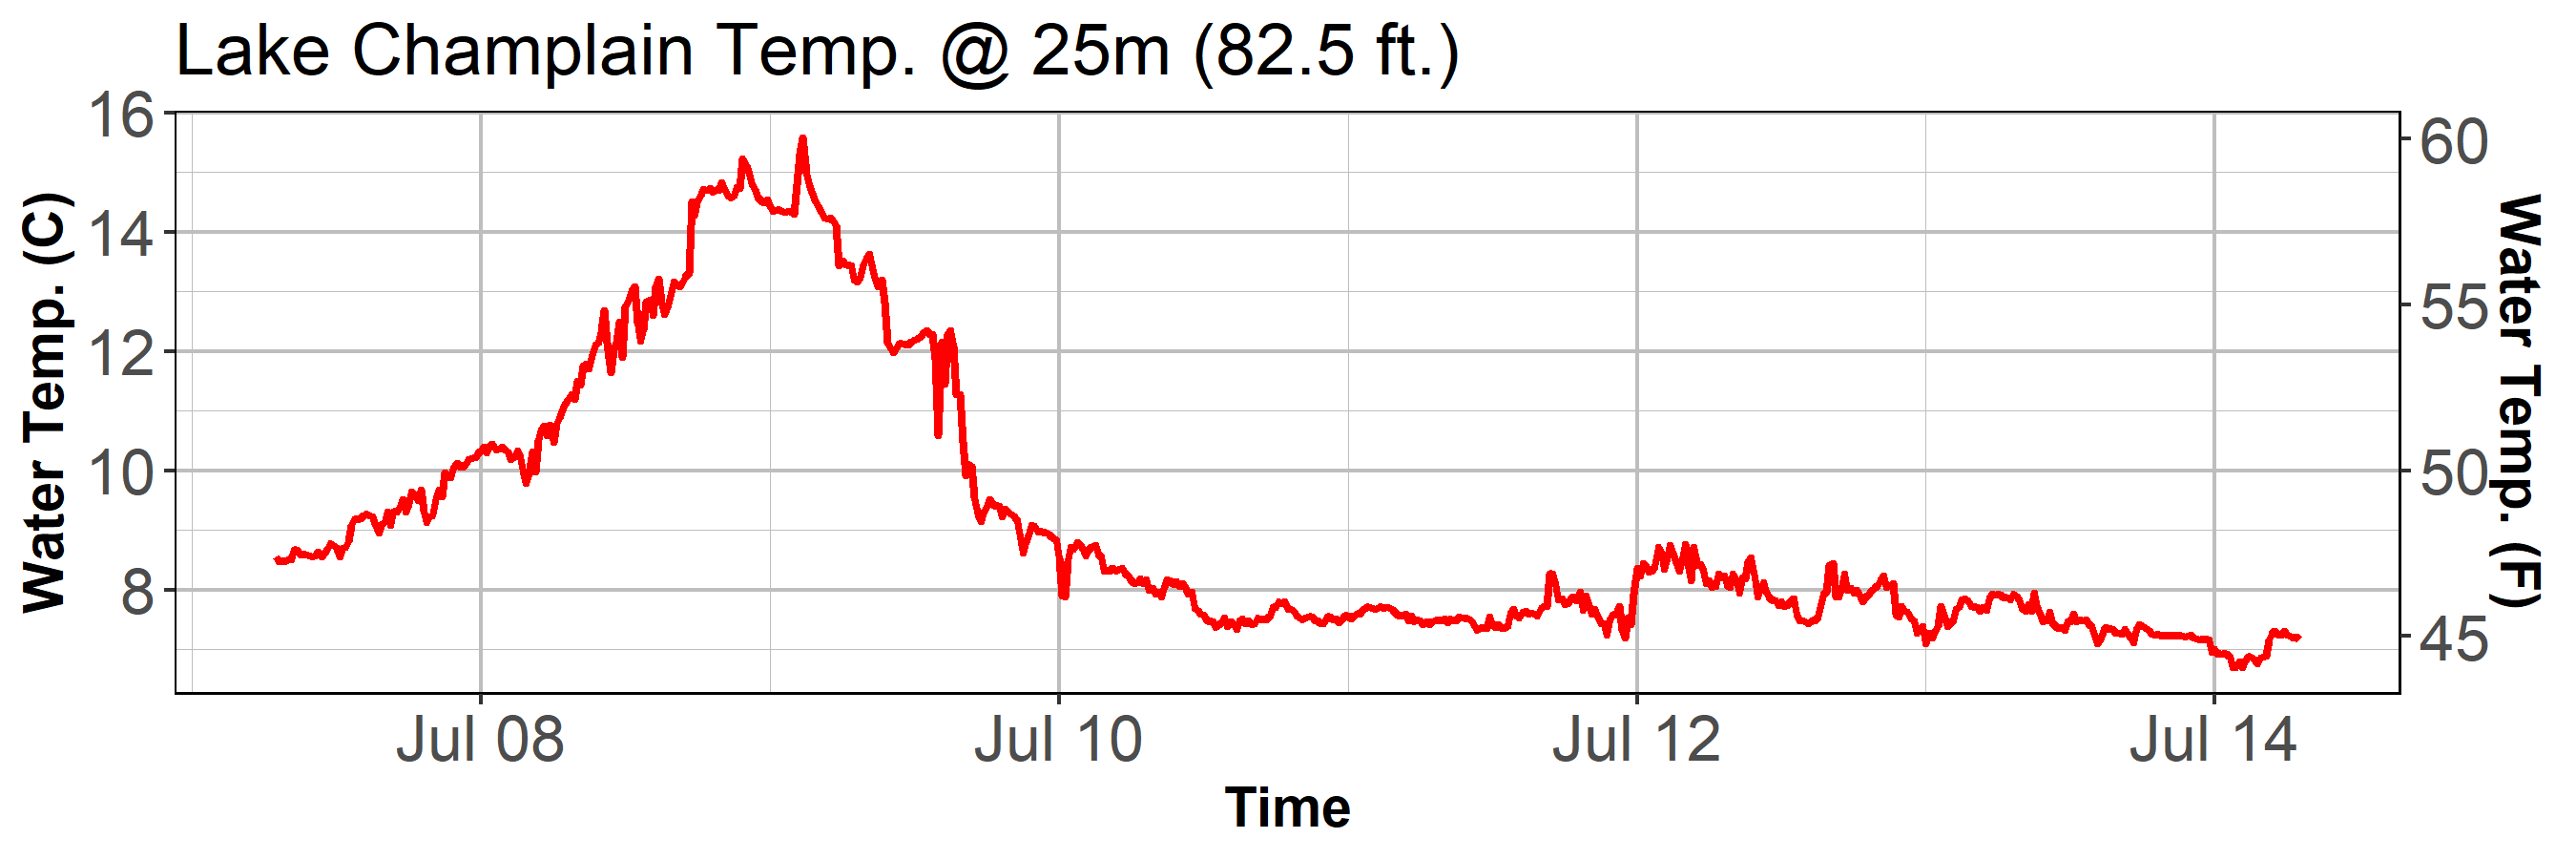 Lake Champlain Temp. @ 25m (82.5 ft.)
Water Temp. (C)
16
14
12
10
8
60
55
50
45
Water Temp. (F)
Jul 08 Jul 10 Jul 12 Jul 14
Time